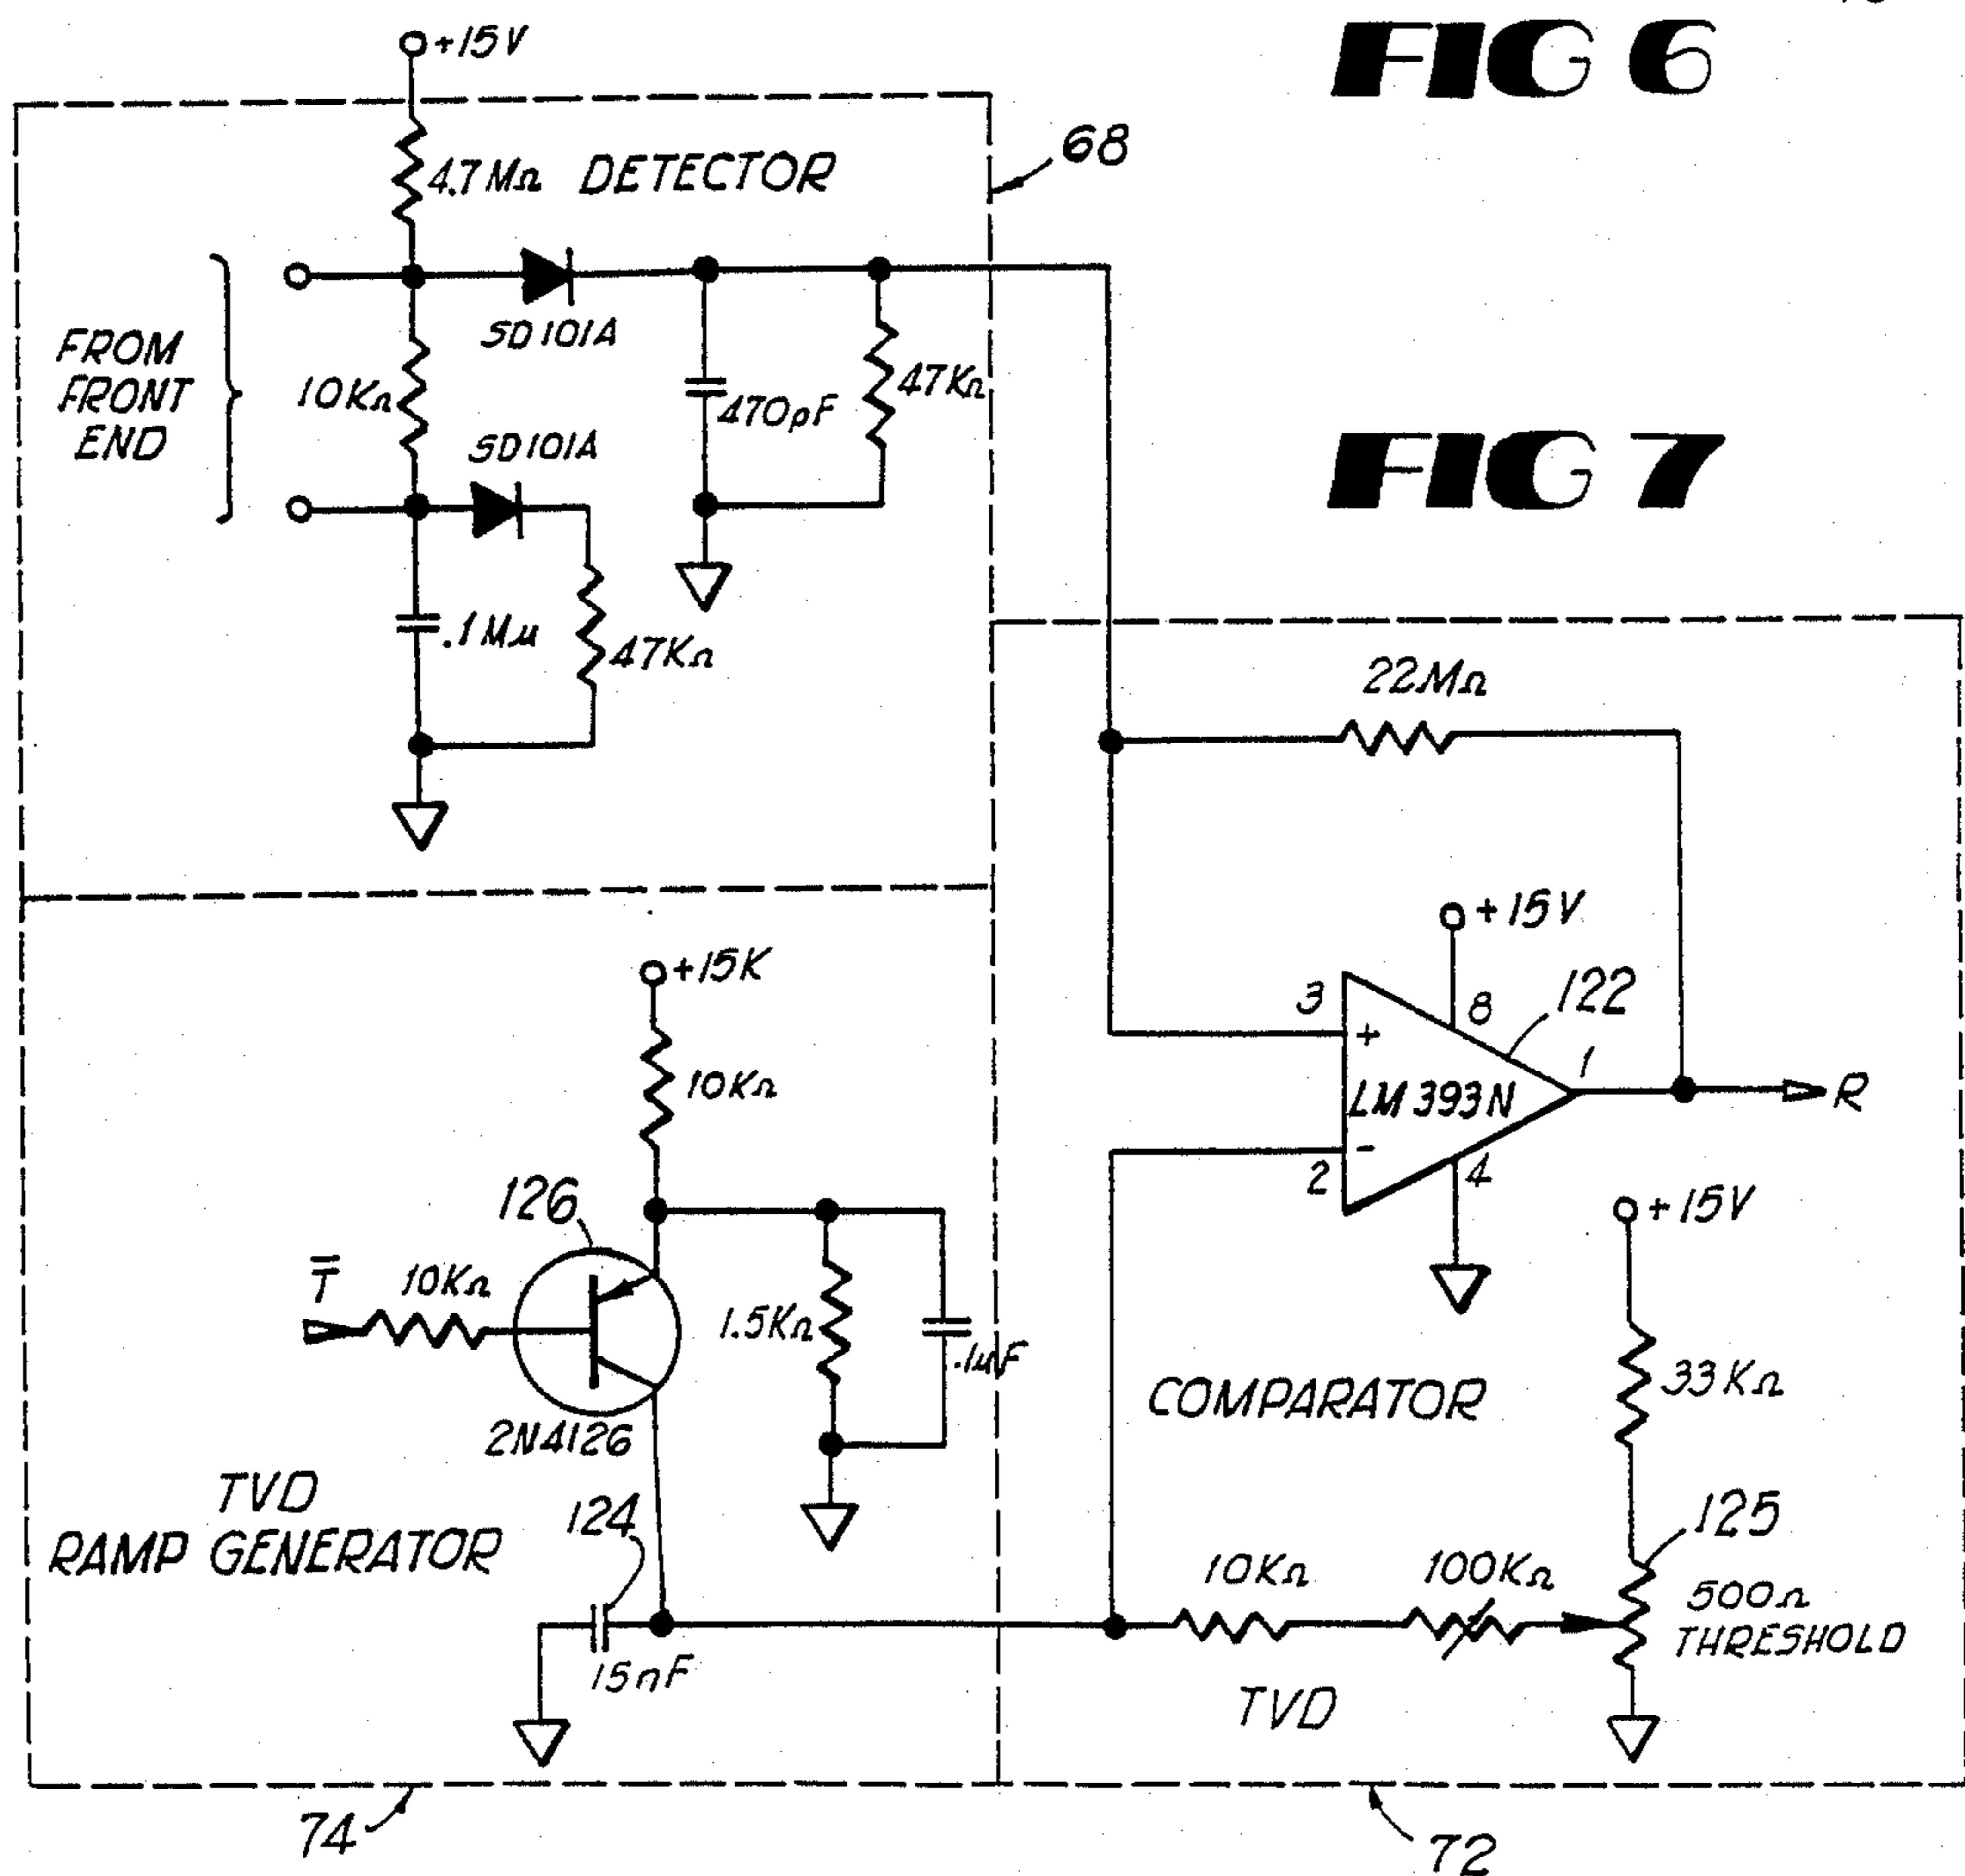 FIG 6
+15V
68
4.7MΩ DETECTOR
SD101A
FROM
FRONT
END
10KΩ
470pF
47KΩ
SD101A
FIG 7
.1Mµ
47KΩ
22MΩ
+15V
+15K
3
8
122
+
10KΩ
LM393N
1
R
126
2
-
4
+15V
T̅
10KΩ
1.5KΩ
.1µF
33KΩ
COMPARATOR
2N4126
TVD
RAMP GENERATOR
124
125
10KΩ
100KΩ
500Ω
THRESHOLD
15nF
TVD
74
72